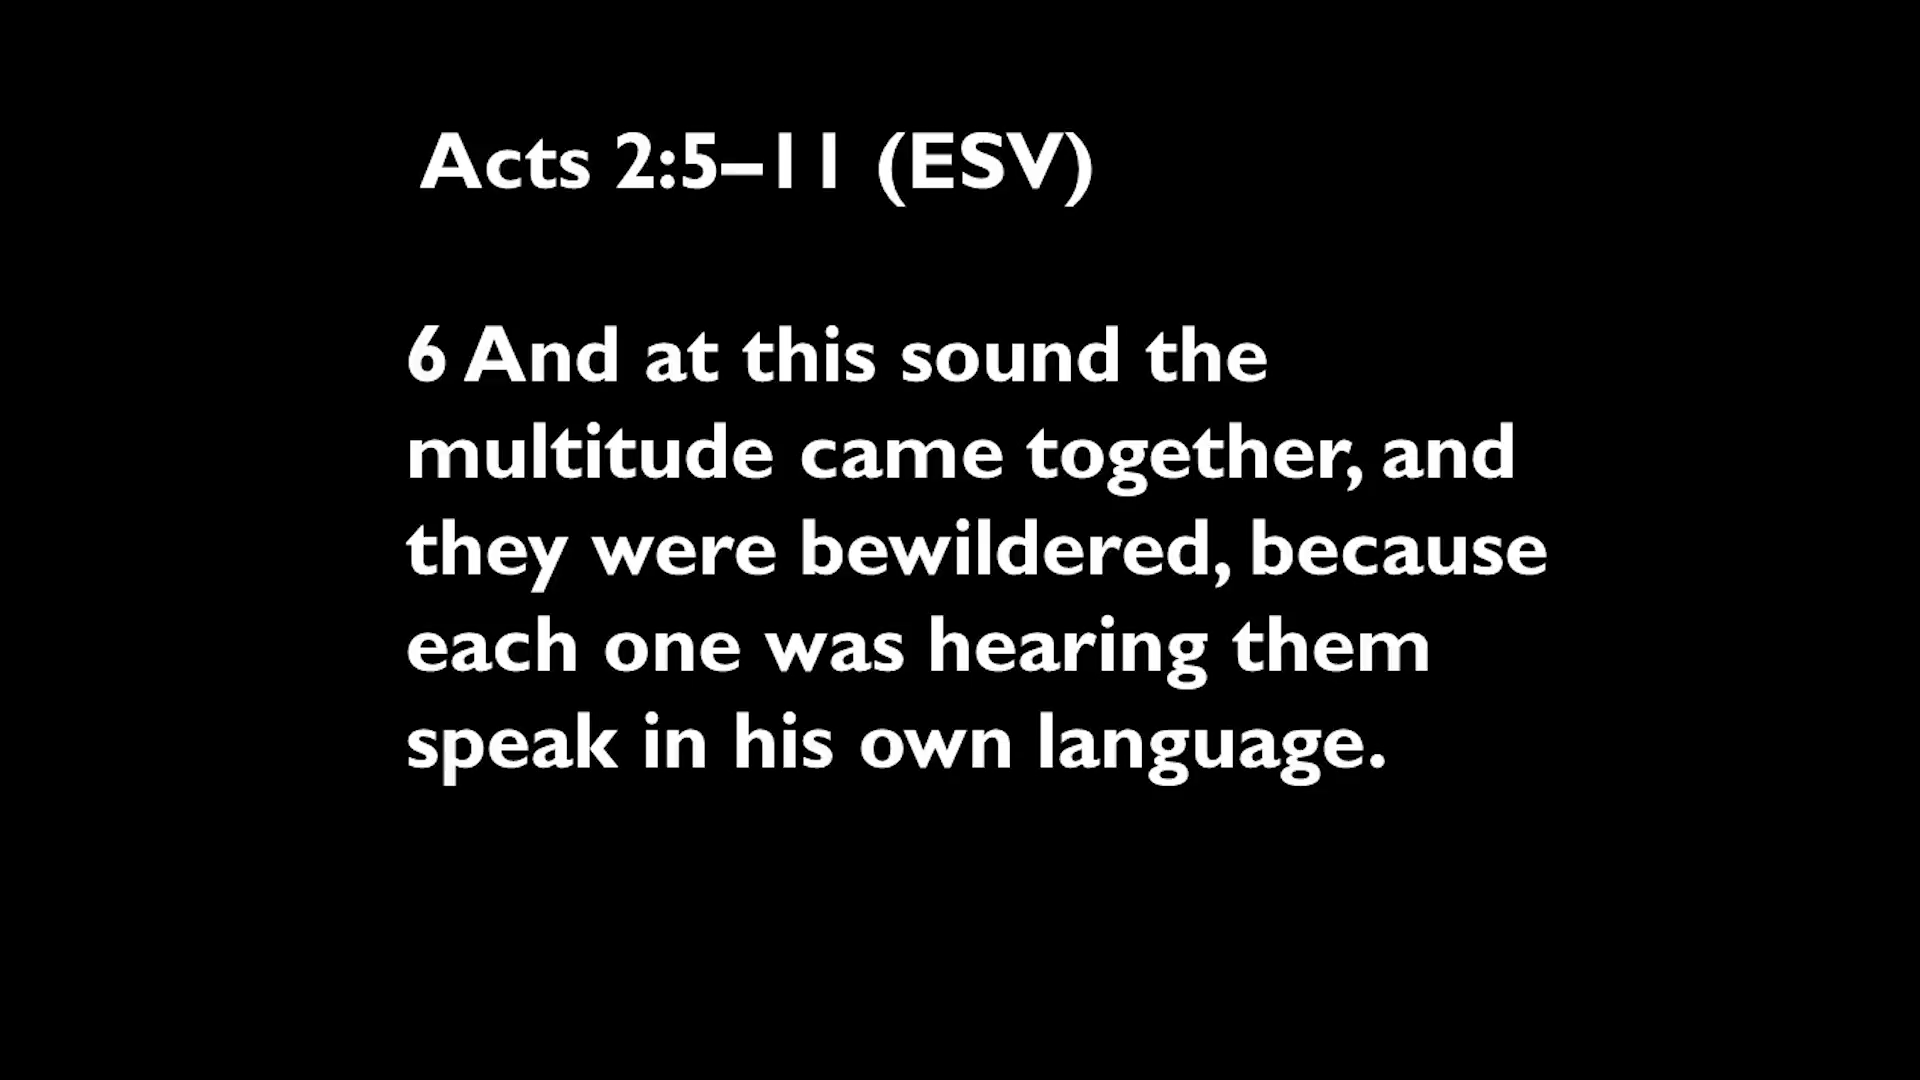 Acts 2:5–11 (ESV)
6 And at this sound the
multitude came together, and
they were bewildered, because
each one was hearing them
speak in his own language.